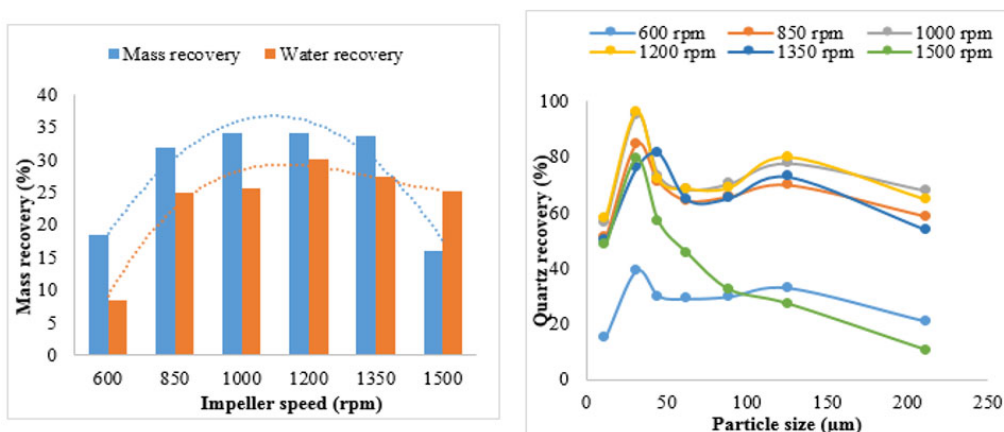 Mass recovery Water recovery
Mass recovery (%)
40
35
30
25
20
15
10
5
0
600 850 1000 1200 1350 1500
Impeller speed (rpm)
600 rpm 850 rpm 1000 rpm
1200 rpm 1350 rpm 1500 rpm
Quartz recovery (%)
100
80
60
40
20
0
0 50 100 150 200 250
Particle size (µm)